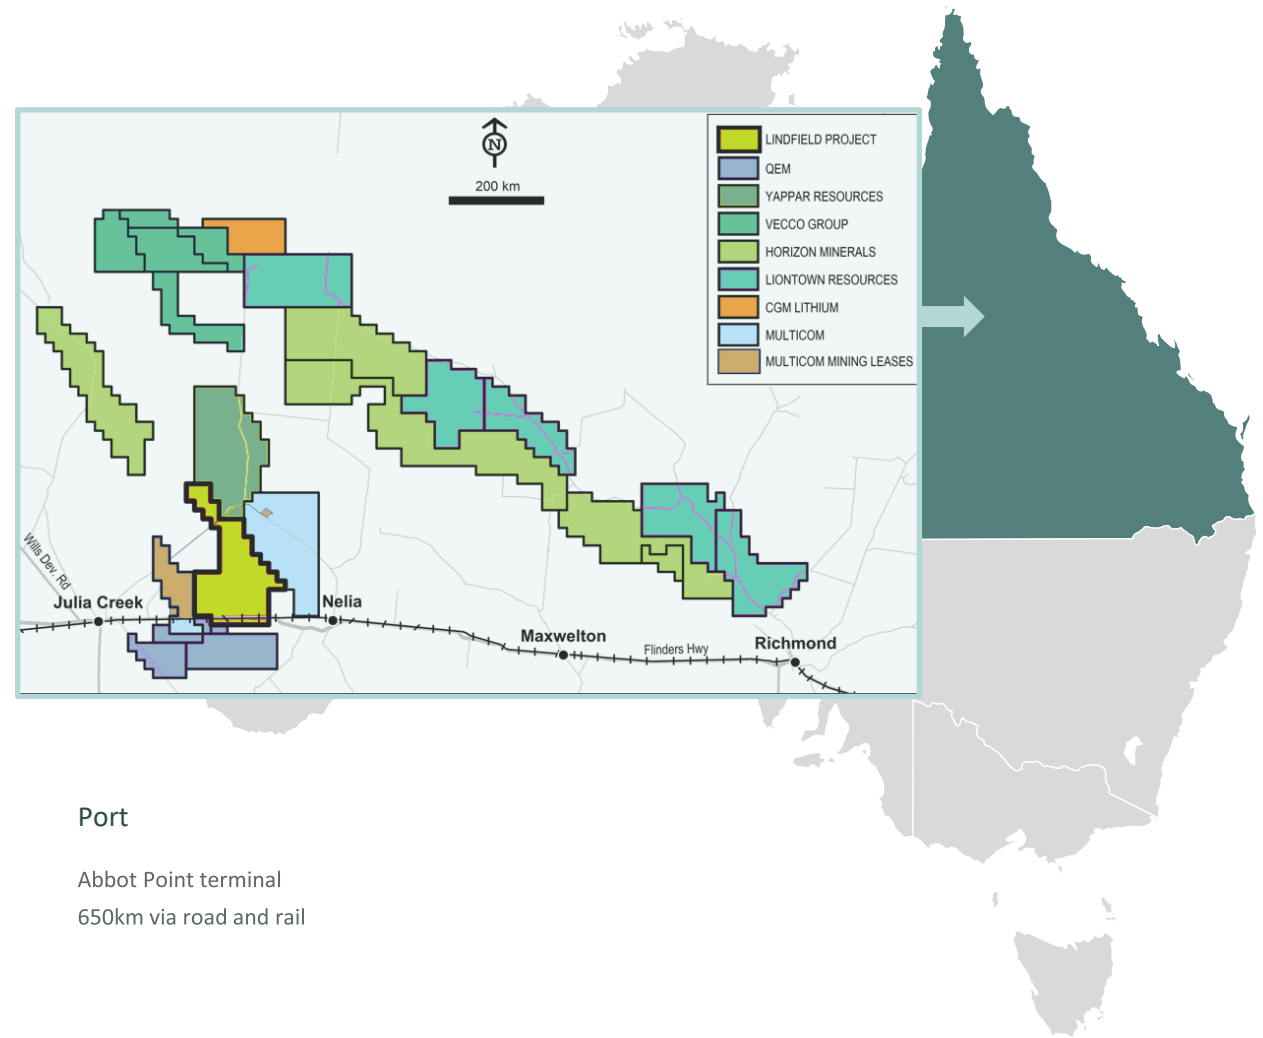 N
200 km
LINDFIELD PROJECT
QEM
YAPPAR RESOURCES
VECCO GROUP
HORIZON MINERALS
LIONTOWN RESOURCES
CGM LITHIUM
MULTICOM
MULTICOM MINING LEASES
Wills Dev. Rd
Julia Creek
Nelia
Maxwelton
Flinders Hwy
Richmond
Port
Abbot Point terminal
650km via road and rail